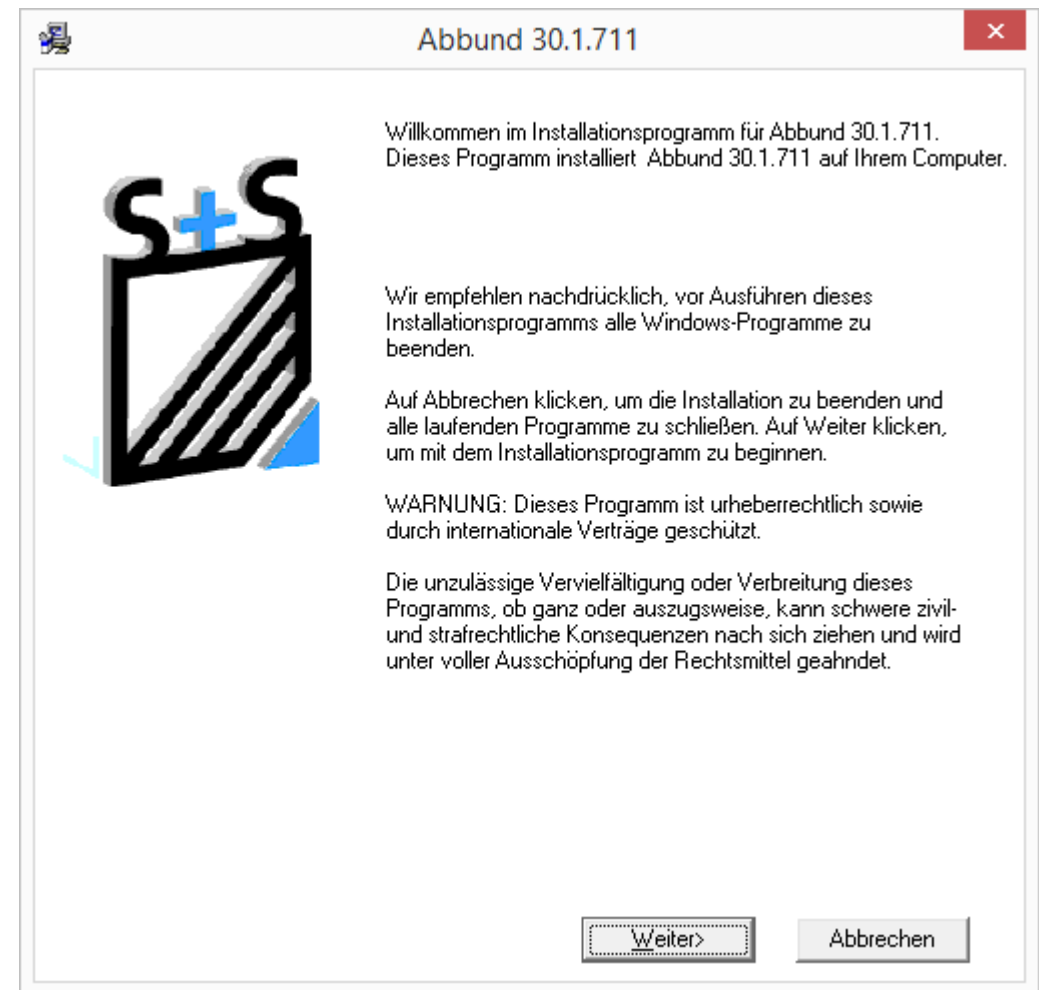 Abbund 30.1.711
S+S
Willkommen im Installationsprogramm für Abbund 30.1.711.
Dieses Programm installiert Abbund 30.1.711 auf Ihrem Computer.
Wir empfehlen nachdrücklich, vor Ausführen dieses
Installationsprogramms alle Windows-Programme zu
beenden.
Auf Abbrechen klicken, um die Installation zu beenden und
alle laufenden Programme zu schließen. Auf Weiter klicken,
um mit dem Installationsprogramm zu beginnen.
WARNUNG: Dieses Programm ist urheberrechtlich sowie
durch internationale Verträge geschützt.
Die unzulässige Vervielfältigung oder Verbreitung dieses
Programms, ob ganz oder auszugsweise, kann schwere zivil-
und strafrechtliche Konsequenzen nach sich ziehen und wird
unter voller Ausschöpfung der Rechtsmittel geahndet.
Weiter>
Abbrechen